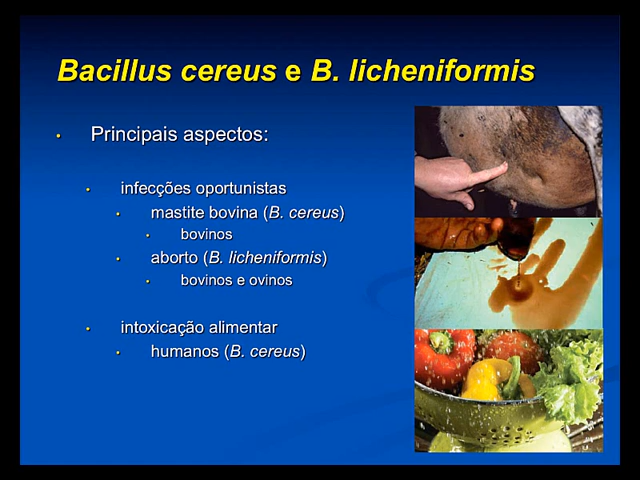 Bacillus cereus e B. licheniformis
• Principais aspectos:
• infecções oportunistas
• mastite bovina (B. cereus)
• bovinos
• aborto (B. licheniformis)
• bovinos e ovinos
• intoxicação alimentar
• humanos (B. cereus)